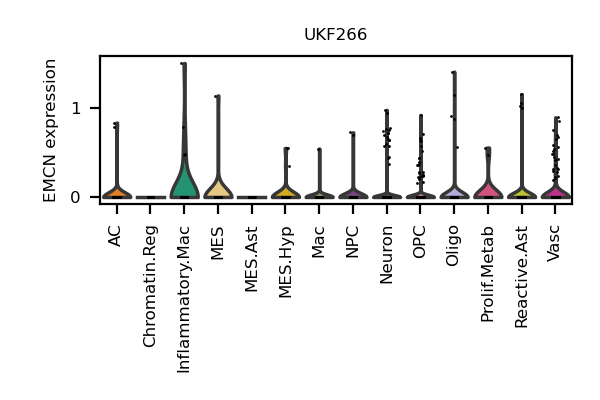 UKF266
EMCN expression
1
0
AC
Chromatin.Reg
Inflammatory.Mac
MES
MES.Ast
MES.Hyp
Mac
NPC
Neuron
OPC
Oligo
Prolif.Metab
Reactive.Ast
Vasc